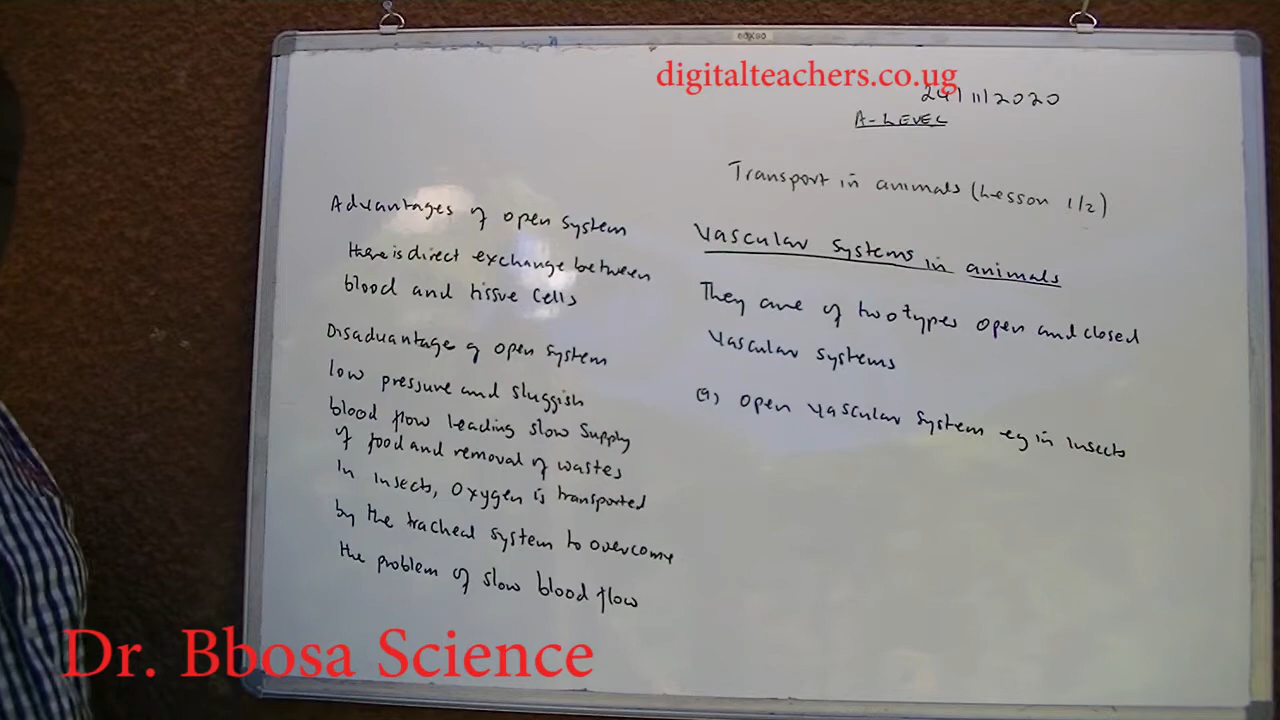 digitalteachers.co.ug
24/11/2020
A-LEVEL
Transport in animals (Lesson 1/2)
Vascular systems in animals
They are of two types open and closed
vascular systems
(a) open vascular system eg in insects
Advantages of open system
there is direct exchange between
blood and tissue cells
Disadvantage of open system
low pressure and sluggish
blood flow leading slow supply
of food and removal of wastes
In insects, oxygen is transported
by the tracheal system to overcome
the problem of slow blood flow
Dr. Bbosa Science